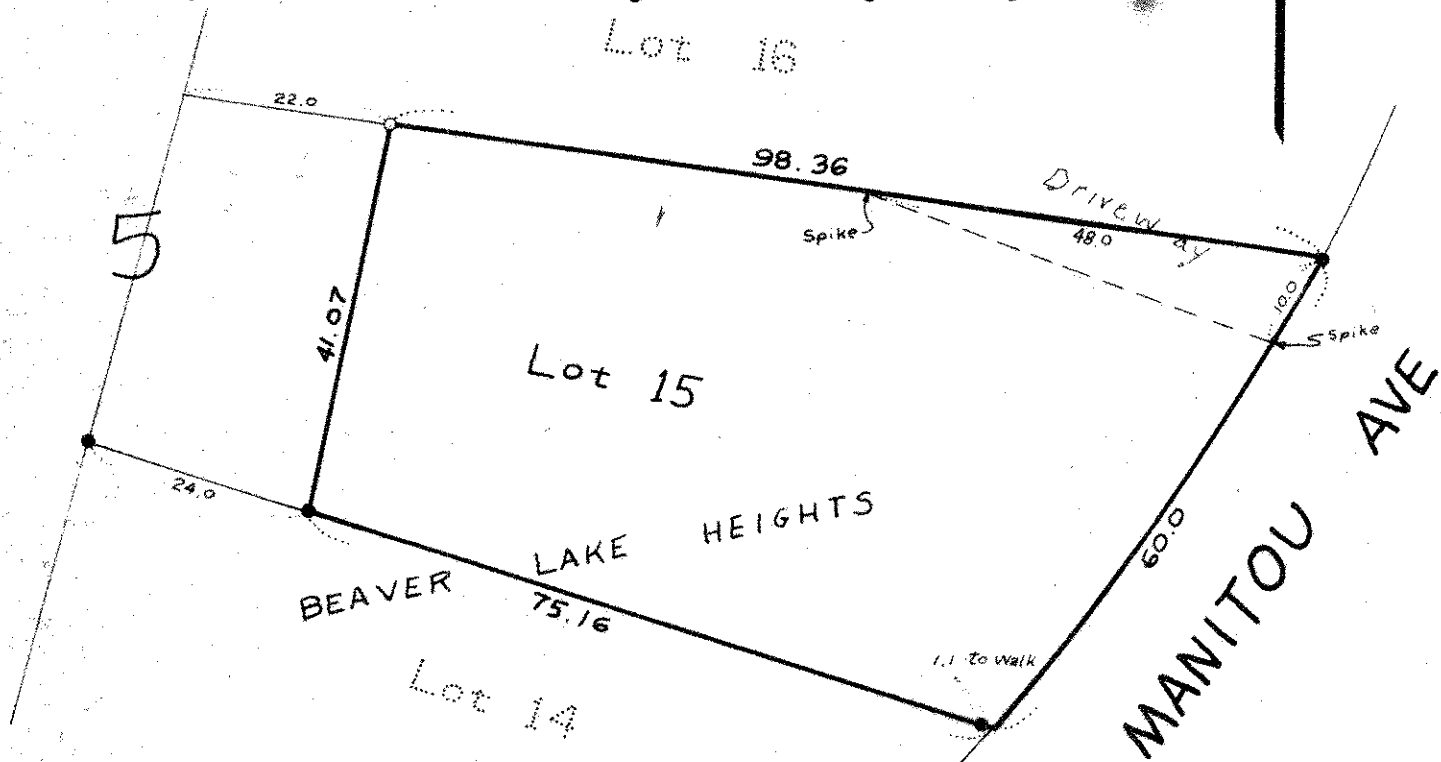 Lot 16
22.0
98.36
Driveway
Spike
48.0
10.0
Spike
5
41.07
Lot 15
AVE
MANITOU
60.0
24.0
BEAVER LAKE HEIGHTS
75.16
1.1 to walk
Lot 14